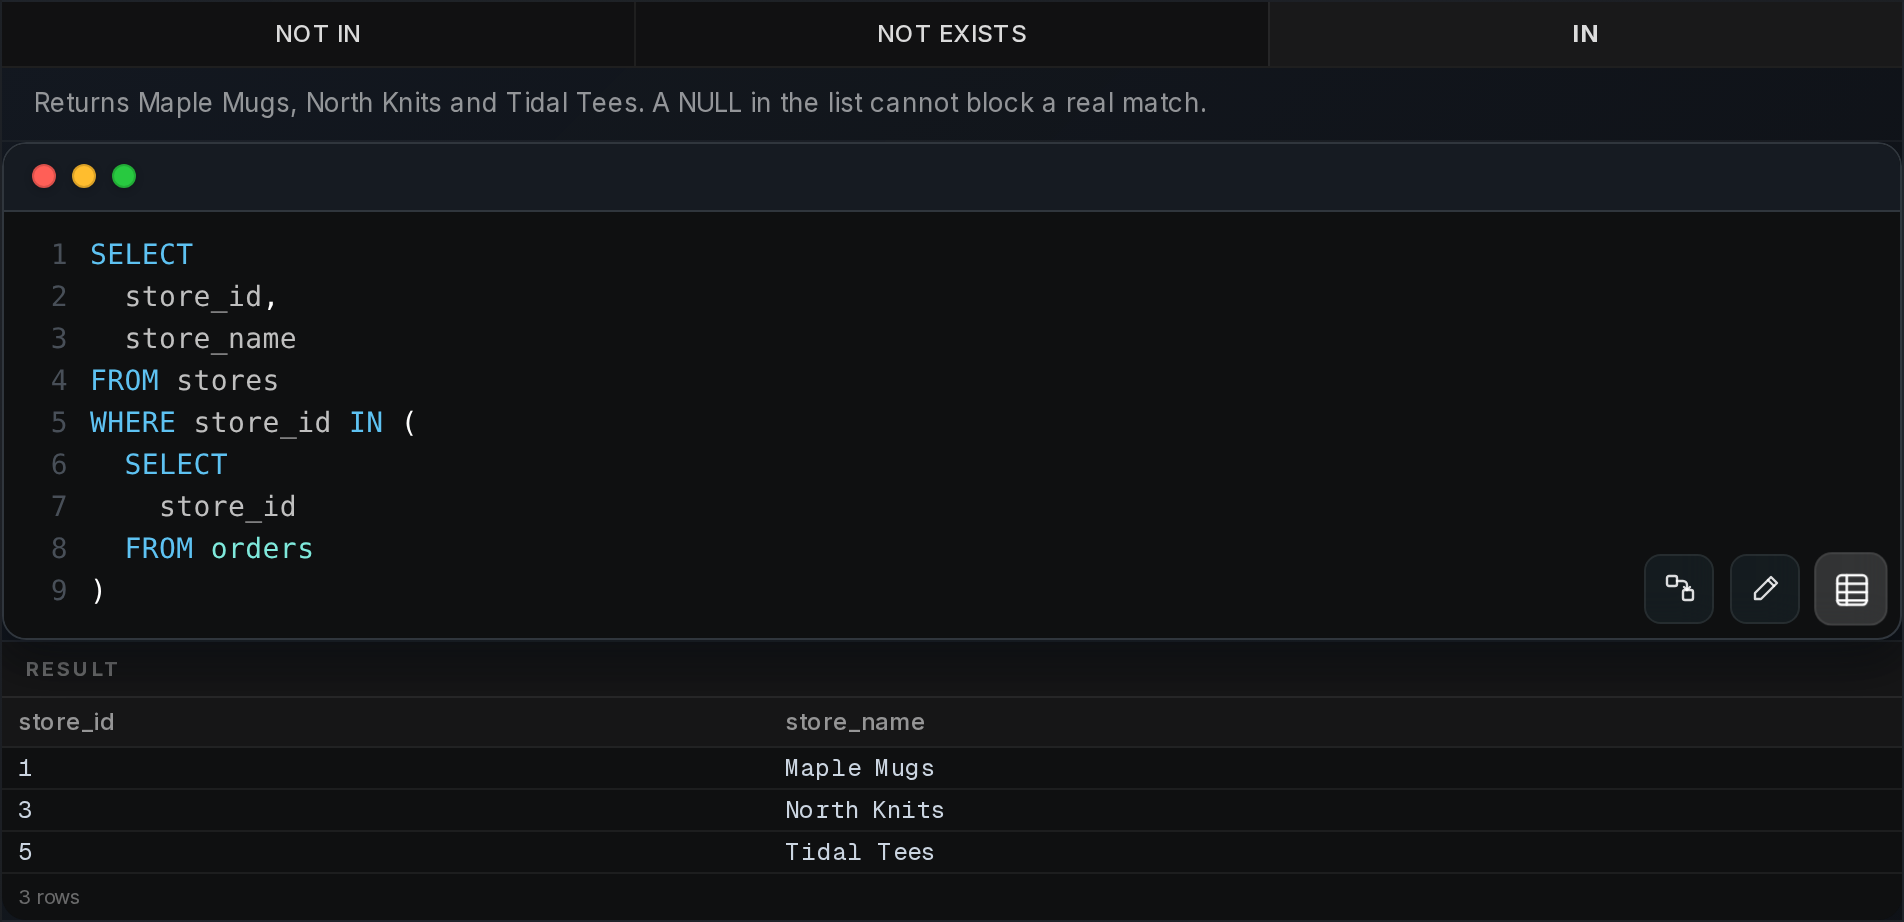 NOT IN
NOT EXISTS
IN
Returns Maple Mugs, North Knits and Tidal Tees. A NULL in the list cannot block a real match.
1 SELECT
2   store_id,
3   store_name
4 FROM stores
5 WHERE store_id IN (
6   SELECT
7     store_id
8   FROM orders
9 )
RESULT
store_id store_name
1 Maple Mugs
3 North Knits
5 Tidal Tees
3 rows